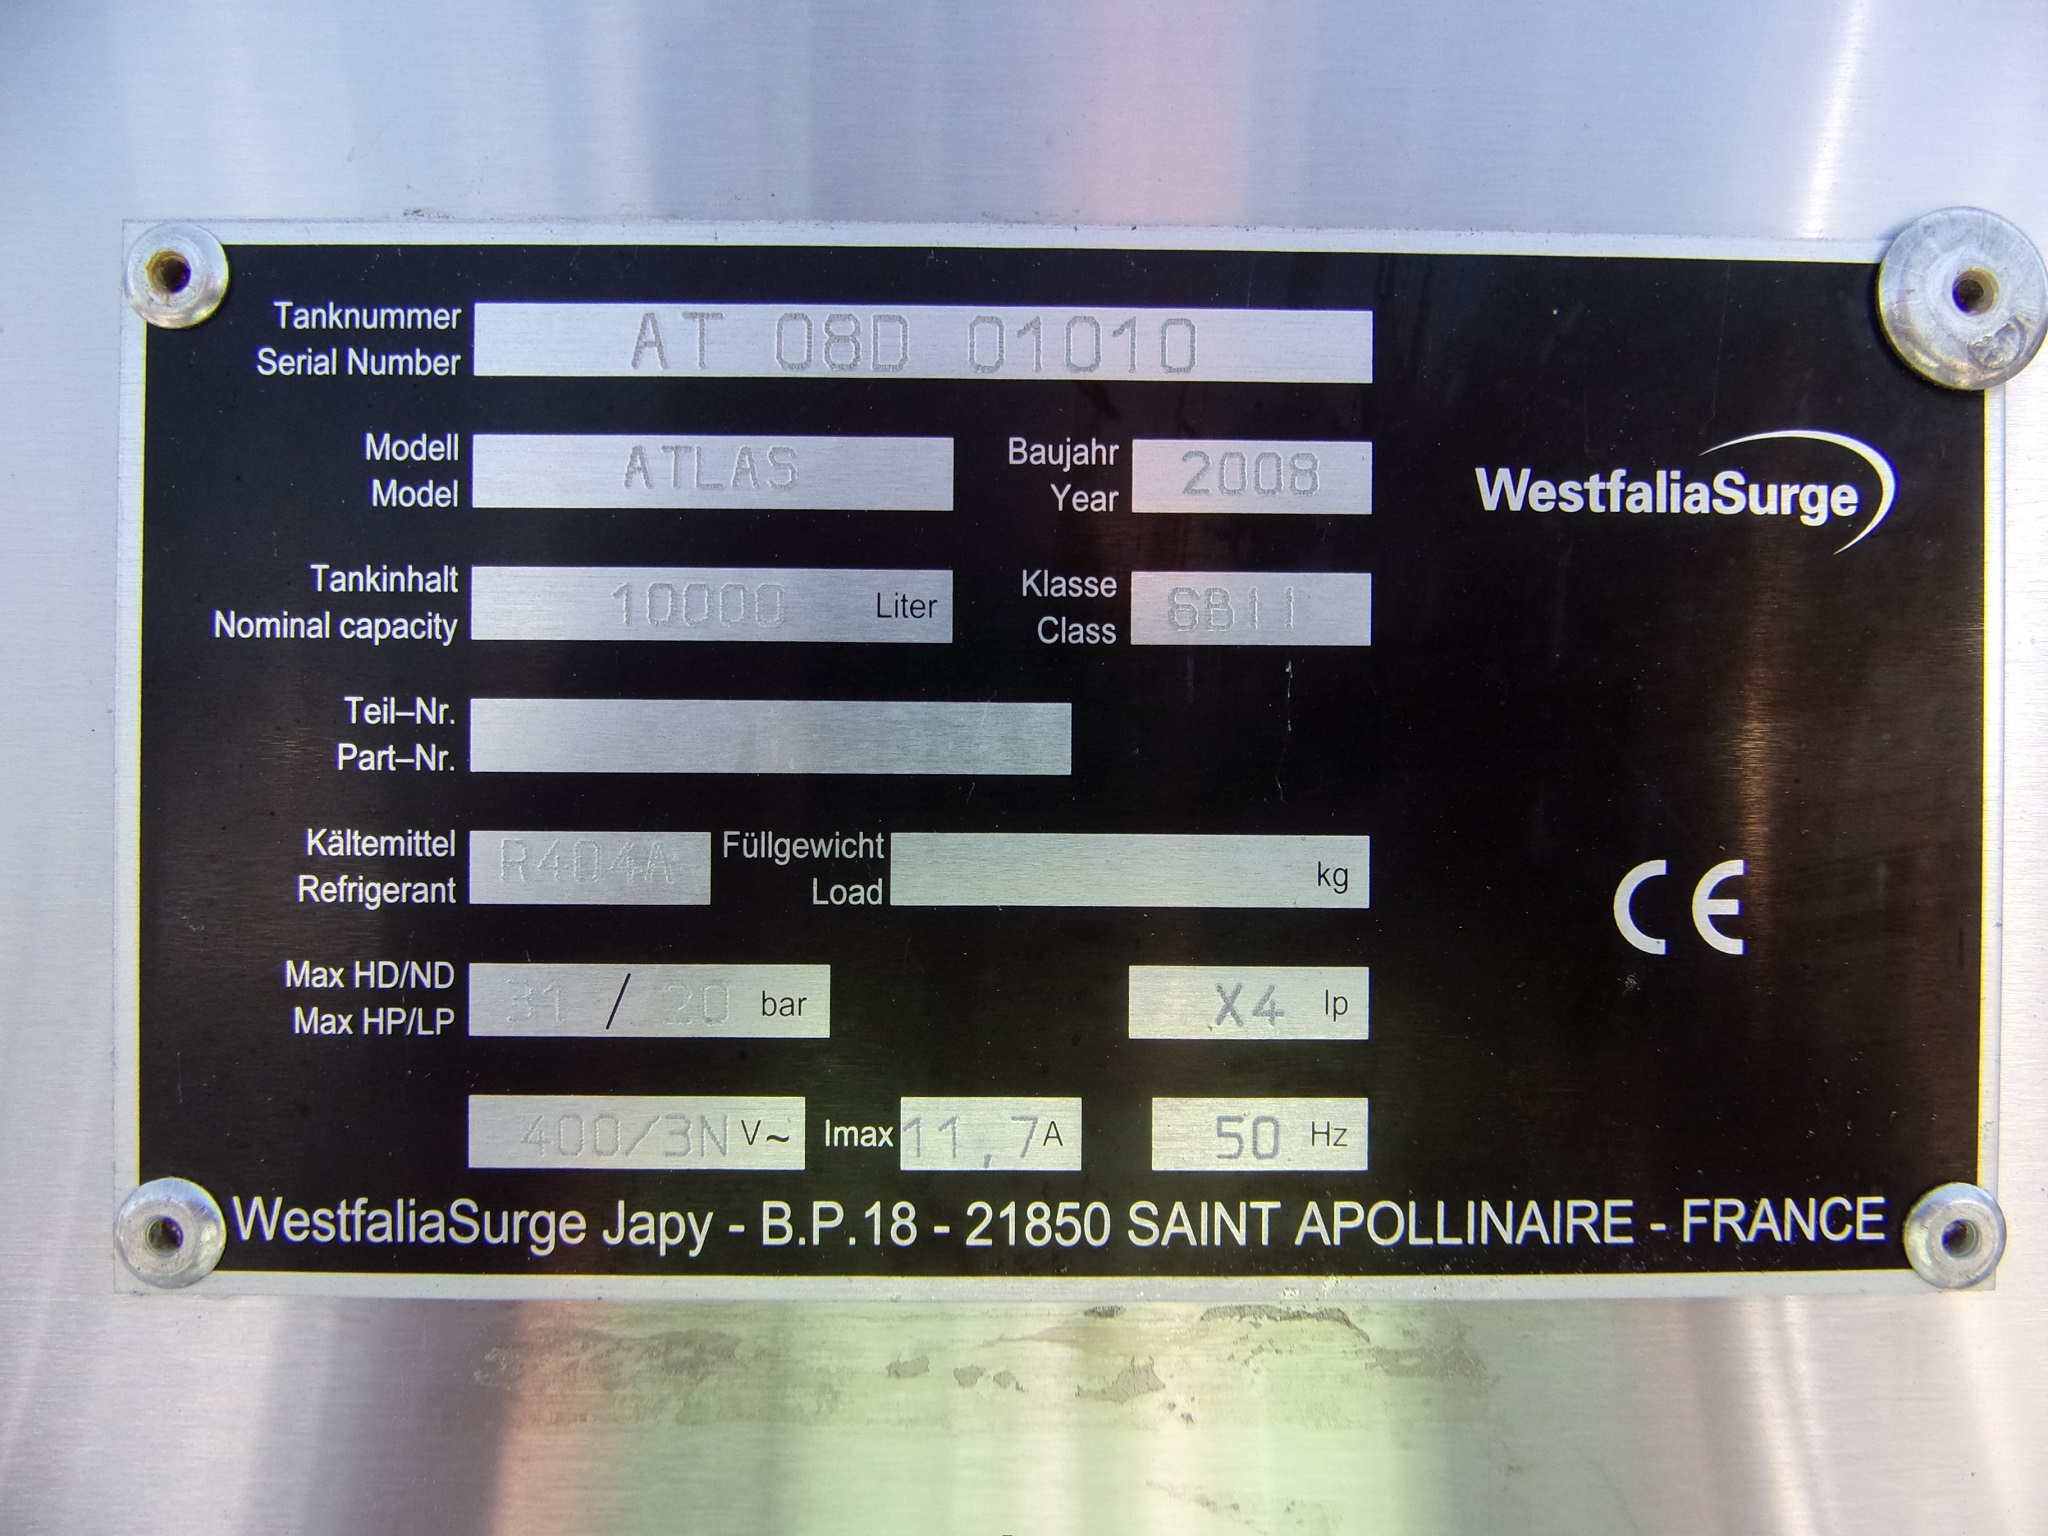 Tanknummer
Serial Number
AT 08D 01010
Modell
Model
ATLAS
Baujahr
Year
2008
WestfaliaSurge
Tankinhalt
Nominal capacity
10000 Liter
Klasse
Class
6BII
Teil–Nr.
Part–Nr.
Kältemittel
Refrigerant
R404A
Füllgewicht
Load
kg
CE
Max HD/ND
Max HP/LP
31 / 20 bar
X4 Ip
400/3N V~
Imax 11,7 A
50 Hz
WestfaliaSurge Japy - B.P.18 - 21850 SAINT APOLLINAIRE - FRANCE